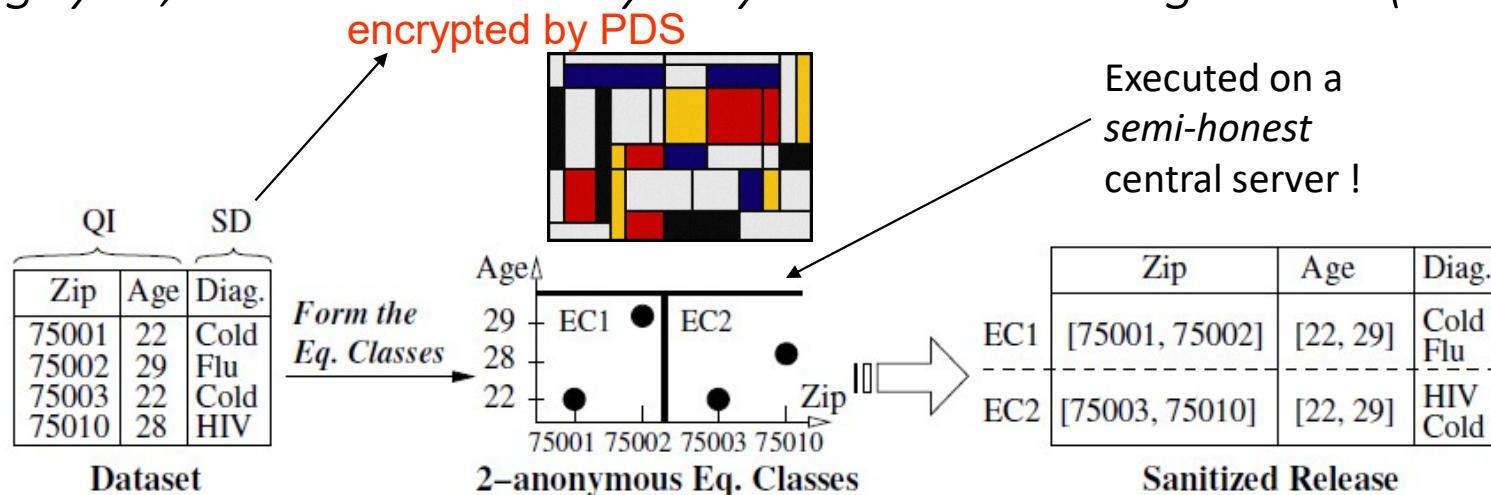 encrypted by PDS
Executed on a
semi-honest
central server !
QI SD
Zip Age Diag.
75001 22 Cold
75002 29 Flu
75003 22 Cold
75010 28 HIV
Dataset
Form the
Eq. Classes
Age
29 EC1 EC2
28
22 Zip
75001 75002 75003 75010
2-anonymous Eq. Classes
Zip Age Diag.
EC1 [75001, 75002] [22, 29] Cold
Flu
EC2 [75003, 75010] [22, 29] HIV
Cold
Sanitized Release